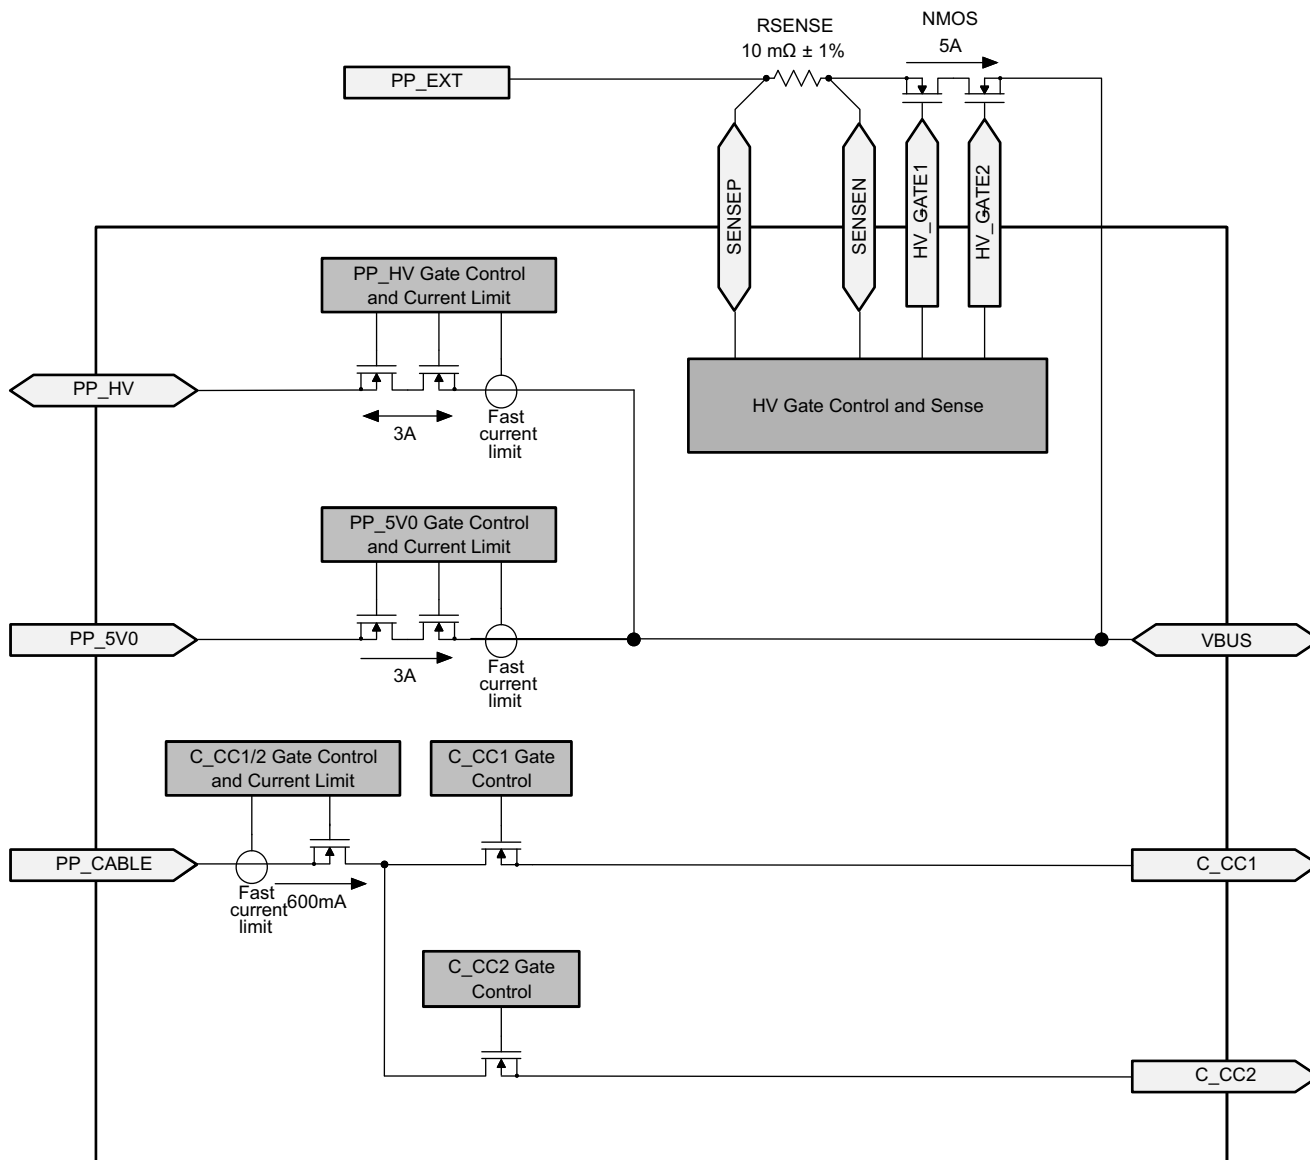 RSENSE
10 mΩ ± 1%
NMOS
5A
PP_EXT
SENSEP
SENSEN
HV_GATE1
HV_GATE2
PP_HV Gate Control
and Current Limit
PP_HV
3A
Fast
current
limit
HV Gate Control and Sense
PP_5V0 Gate Control
and Current Limit
PP_5V0
3A
Fast
current
limit
VBUS
C_CC1/2 Gate Control
and Current Limit
C_CC1 Gate
Control
PP_CABLE
Fast
current
limit
600mA
C_CC1
C_CC2 Gate
Control
C_CC2